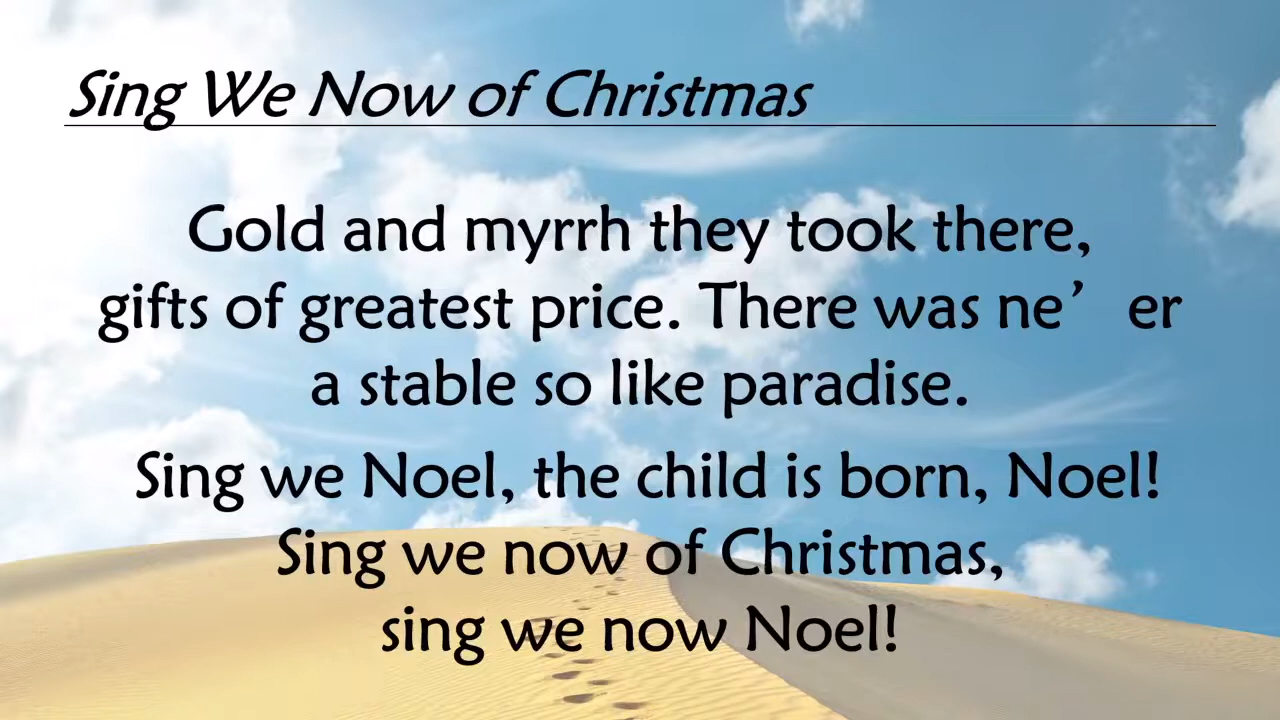 Sing We Now of Christmas
Gold and myrrh they took there,
gifts of greatest price. There was ne’ er
a stable so like paradise.
Sing we Noel, the child is born, Noel!
Sing we now of Christmas,
sing we now Noel!